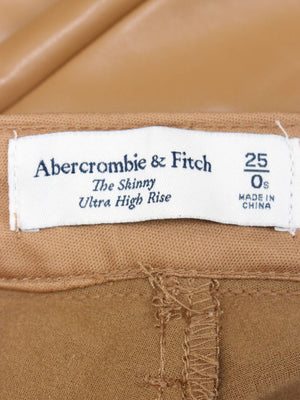 Abercrombie & Fitch
The Skinny
Ultra High Rise
25
0s
MADE IN
CHINA